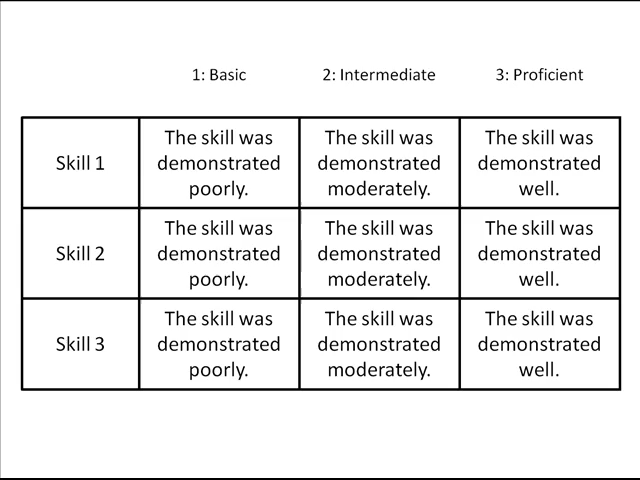 1: Basic
2: Intermediate
3: Proficient
Skill 1
The skill was
demonstrated
poorly.
The skill was
demonstrated
moderately.
The skill was
demonstrated
well.
Skill 2
The skill was
demonstrated
poorly.
The skill was
demonstrated
moderately.
The skill was
demonstrated
well.
Skill 3
The skill was
demonstrated
poorly.
The skill was
demonstrated
moderately.
The skill was
demonstrated
well.